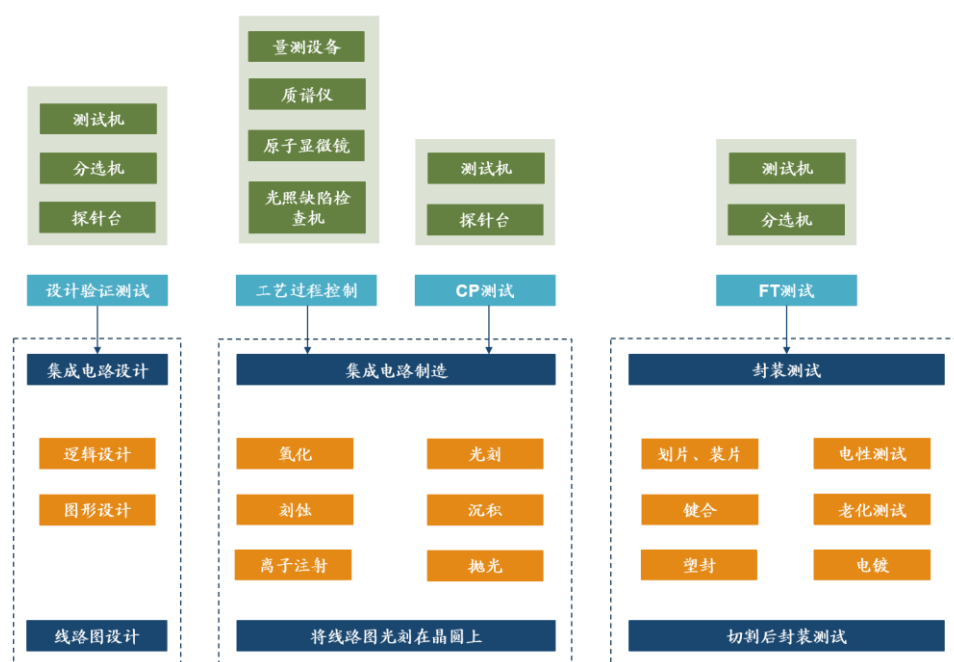 量测设备
质谱仪
原子显微镜
光照缺陷检
查机
测试机
分选机
探针台
测试机
探针台
测试机
分选机
设计验证测试
工艺过程控制
CP测试
FT测试
集成电路设计
集成电路制造
封装测试
逻辑设计
图形设计
氧化
光刻
刻蚀
沉积
离子注射
抛光
划片、装片
电性测试
键合
老化测试
塑封
电镀
线路图设计
将线路图光刻在晶圆上
切割后封装测试